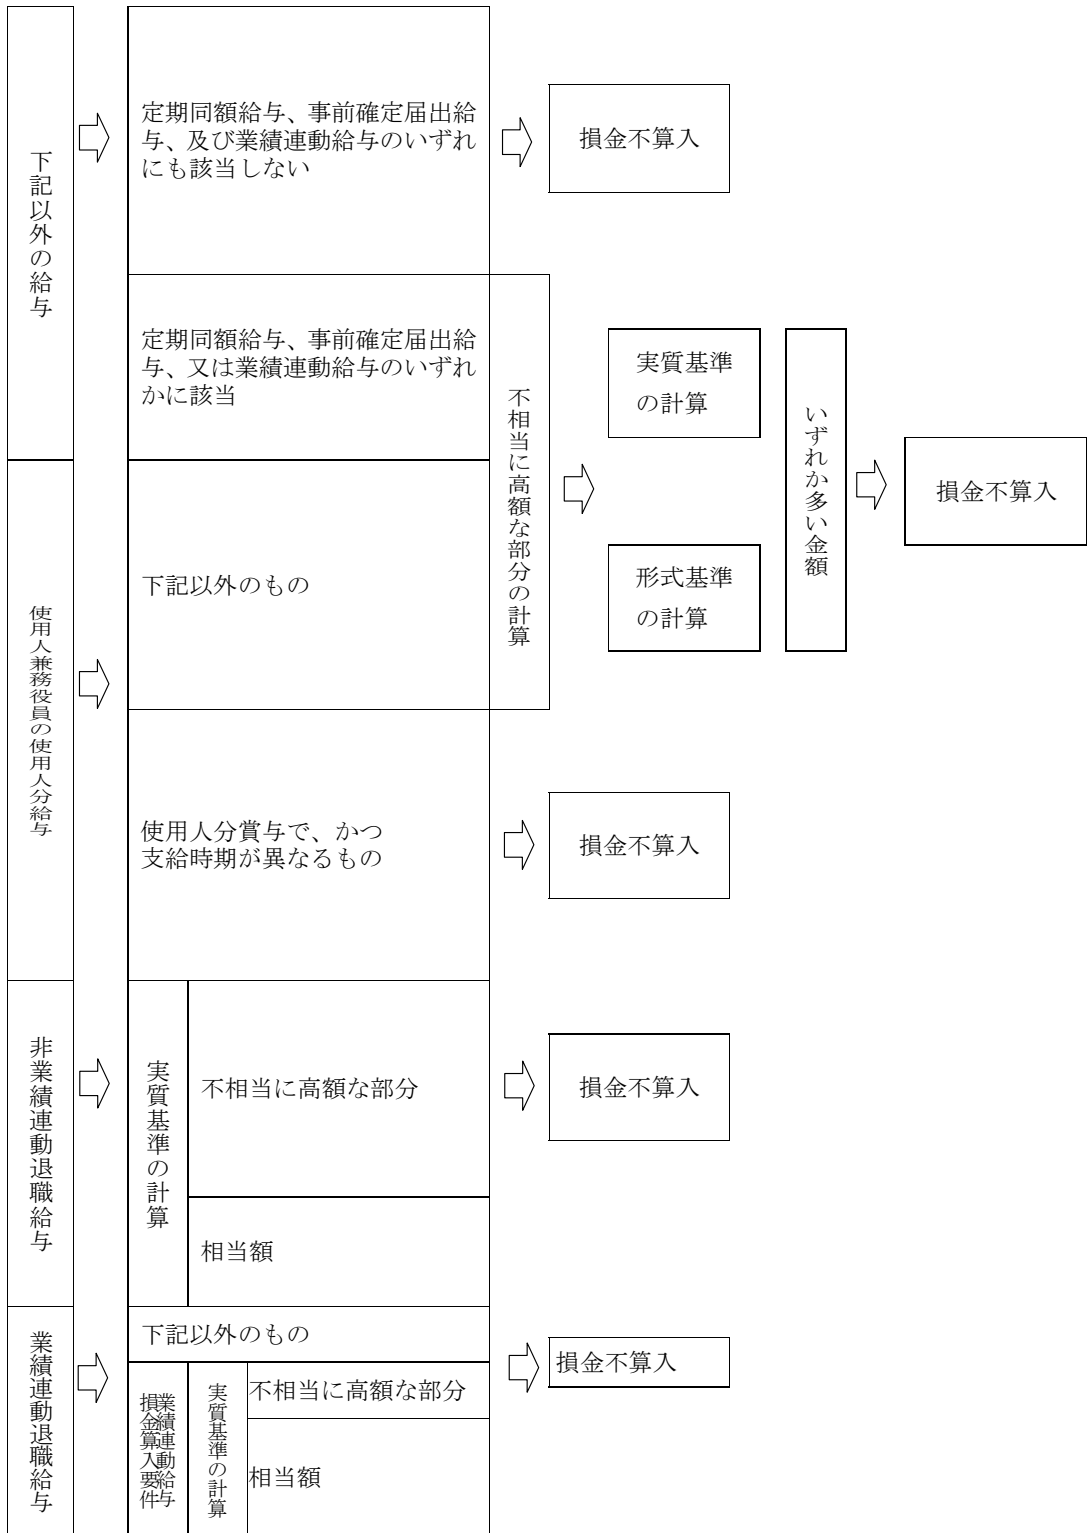 下記以外の給与
定期同額給与、事前確定届出給
与、及び業績連動給与のいずれ
にも該当しない
損金不算入
定期同額給与、事前確定届出給
与、又は業績連動給与のいずれ
かに該当
不相当に高額な部分の計算
実質基準
の計算
形式基準
の計算
いずれか多い金額
損金不算入
使用人兼務役員の使用人分給与
下記以外のもの
使用人分賞与で、かつ
支給時期が異なるもの
損金不算入
非業績連動退職給与
実質基準の計算
不相当に高額な部分
損金不算入
相当額
業績連動退職給与
下記以外のもの
損金不算入
業績連動給与
損金算入要件
実質基準の計算
不相当に高額な部分
相当額